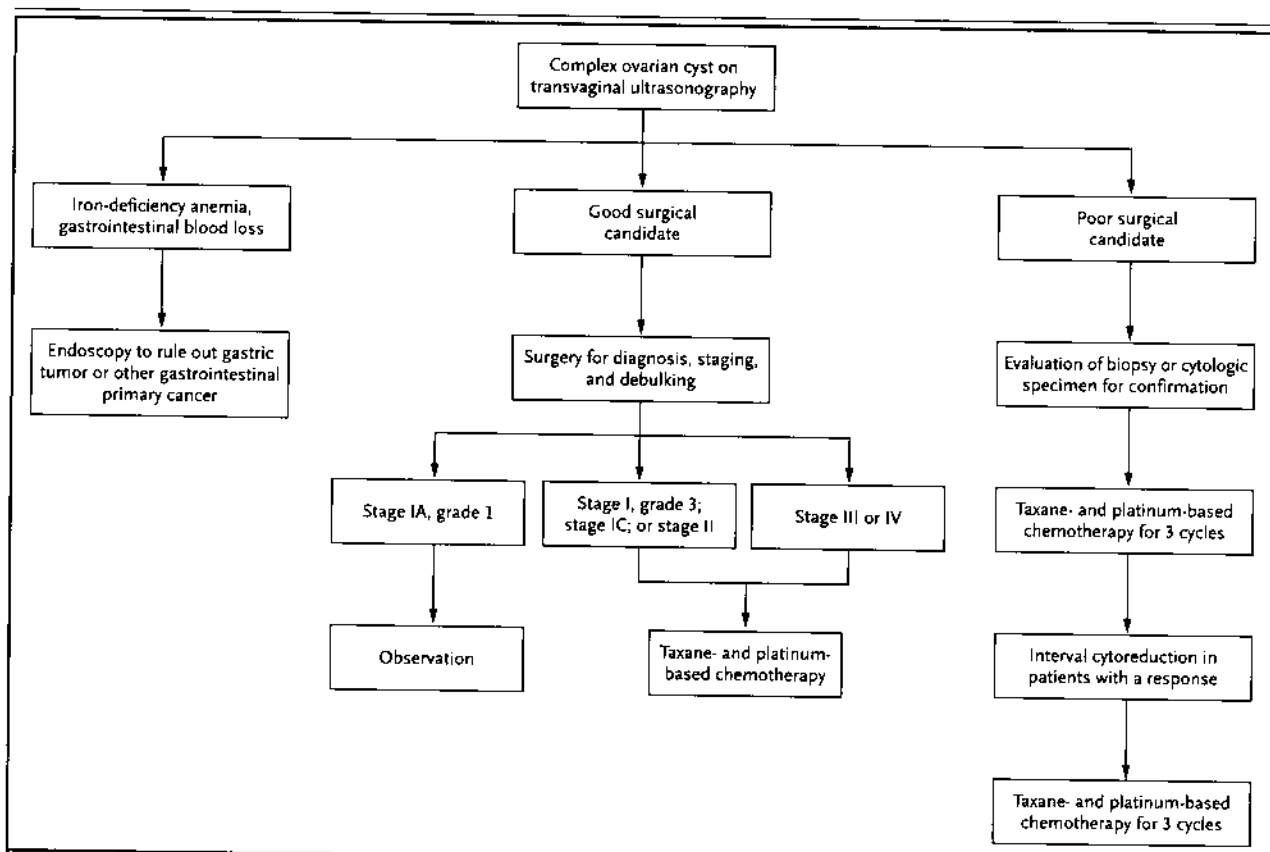 Complex ovarian cyst on
transvaginal ultrasonography
Iron-deficiency anemia,
gastrointestinal blood loss
Good surgical
candidate
Poor surgical
candidate
Endoscopy to rule out gastric
tumor or other gastrointestinal
primary cancer
Surgery for diagnosis, staging,
and debulking
Evaluation of biopsy or cytologic
specimen for confirmation
Stage IA, grade 1
Stage I, grade 3;
stage IC; or stage II
Stage III or IV
Taxane- and platinum-based
chemotherapy for 3 cycles
Observation
Taxane- and platinum-
based chemotherapy
Interval cytoreduction in
patients with a response
Taxane- and platinum-based
chemotherapy for 3 cycles